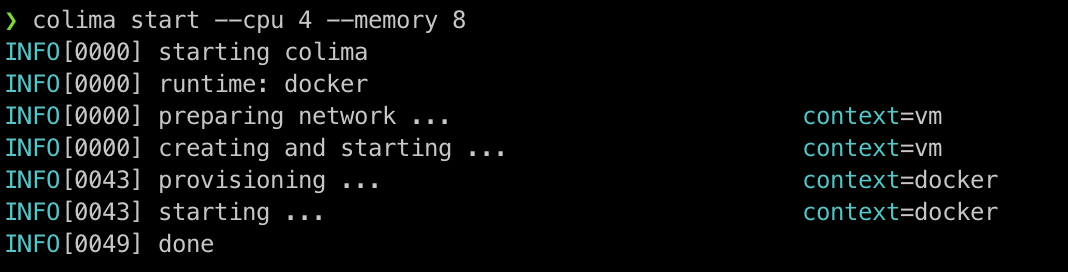 ❯ colima start --cpu 4 --memory 8
INFO[0000] starting colima
INFO[0000] runtime: docker
INFO[0000] preparing network ... context=vm
INFO[0000] creating and starting ... context=vm
INFO[0043] provisioning ... context=docker
INFO[0043] starting ... context=docker
INFO[0049] done